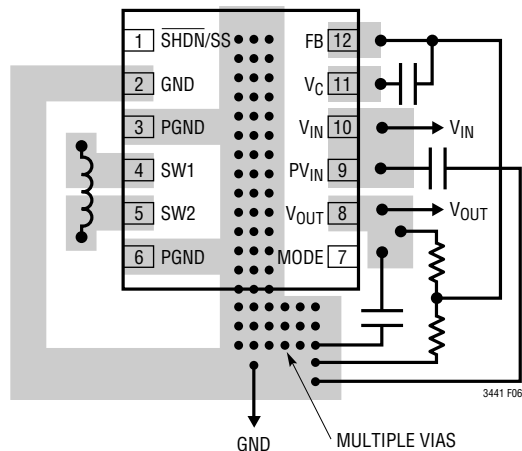 1 S̅H̅D̅N̅/SS
2 GND
3 PGND
4 SW1
5 SW2
6 PGND
FB 12
VC 11
VIN 10
PVIN 9
VOUT 8
MODE 7
VIN
VOUT
3441 F06
GND
MULTIPLE VIAS